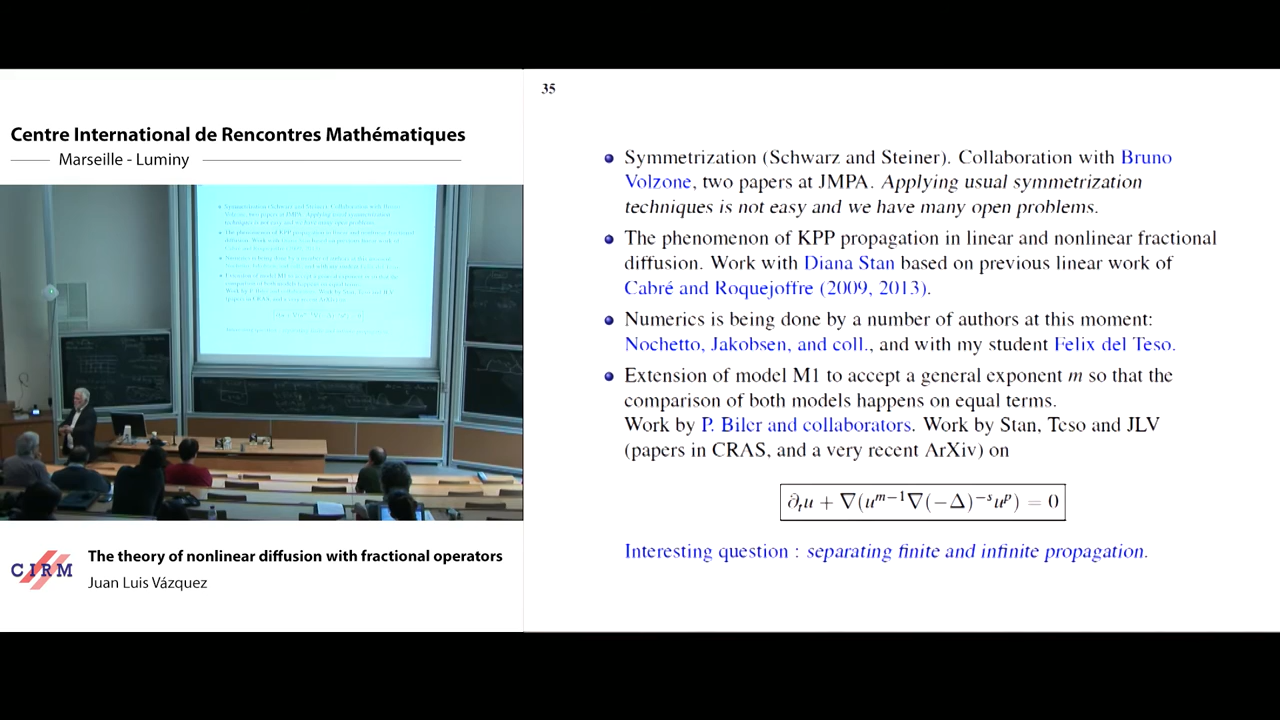 Centre International de Rencontres Mathématiques
Marseille - Luminy
CIRM
The theory of nonlinear diffusion with fractional operators
Juan Luis Vázquez
35
Symmetrization (Schwarz and Steiner). Collaboration with Bruno
Volzone, two papers at JMPA. Applying usual symmetrization
techniques is not easy and we have many open problems.
The phenomenon of KPP propagation in linear and nonlinear fractional
diffusion. Work with Diana Stan based on previous linear work of
Cabré and Roquejoffre (2009, 2013).
Numerics is being done by a number of authors at this moment:
Nochetto, Jakobsen, and coll., and with my student Felix del Teso.
Extension of model M1 to accept a general exponent m so that the
comparison of both models happens on equal terms.
Work by P. Biler and collaborators. Work by Stan, Teso and JLV
(papers in CRAS, and a very recent ArXiv) on
∂ₜu + ∇(u^{m−1}∇(−Δ)^{−s}u^p) = 0
Interesting question : separating finite and infinite propagation.